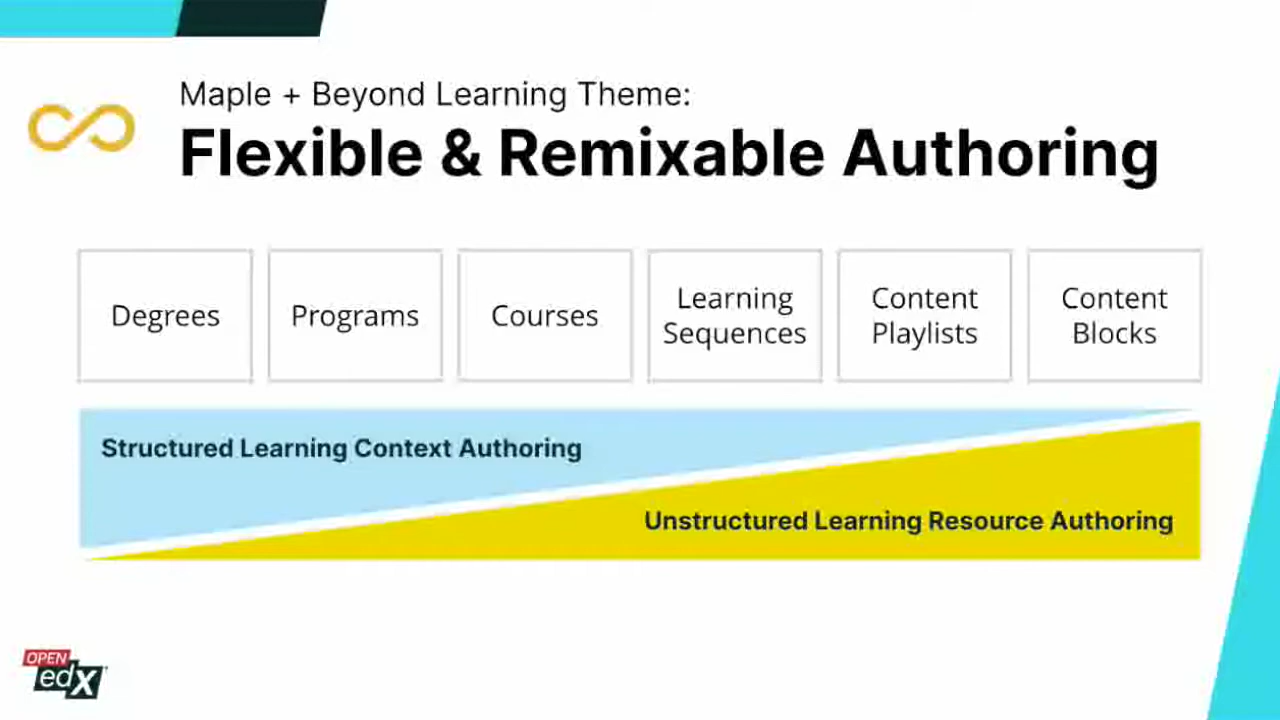 Maple + Beyond Learning Theme:
Flexible & Remixable Authoring
Degrees
Programs
Courses
Learning
Sequences
Content
Playlists
Content
Blocks
Structured Learning Context Authoring
Unstructured Learning Resource Authoring
OPEN
edX